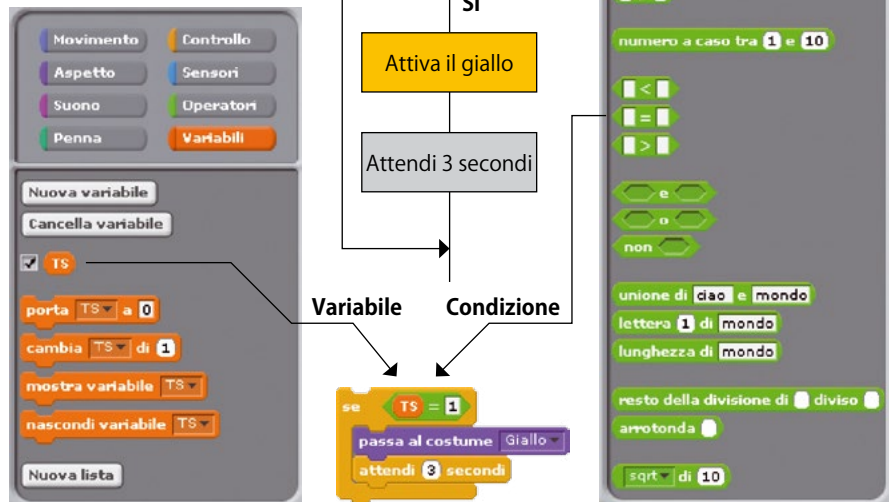 Movimento Controllo
Aspetto Sensori
Suono Operatori
Penna Variabili
Nuova variabile
Cancella variabile
TS
porta TS a 0
cambia TS di 1
mostra variabile TS
nascondi variabile TS
Nuova lista
SI
Attiva il giallo
Attendi 3 secondi
Variabile Condizione
se TS = 1
passa al costume Giallo
attendi 3 secondi
numero a caso tra 1 e 10
<
=
>
e
o
non
unione di ciao e mondo
lettera 1 di mondo
lunghezza di mondo
resto della divisione di diviso
arrotonda
sqrt di 10